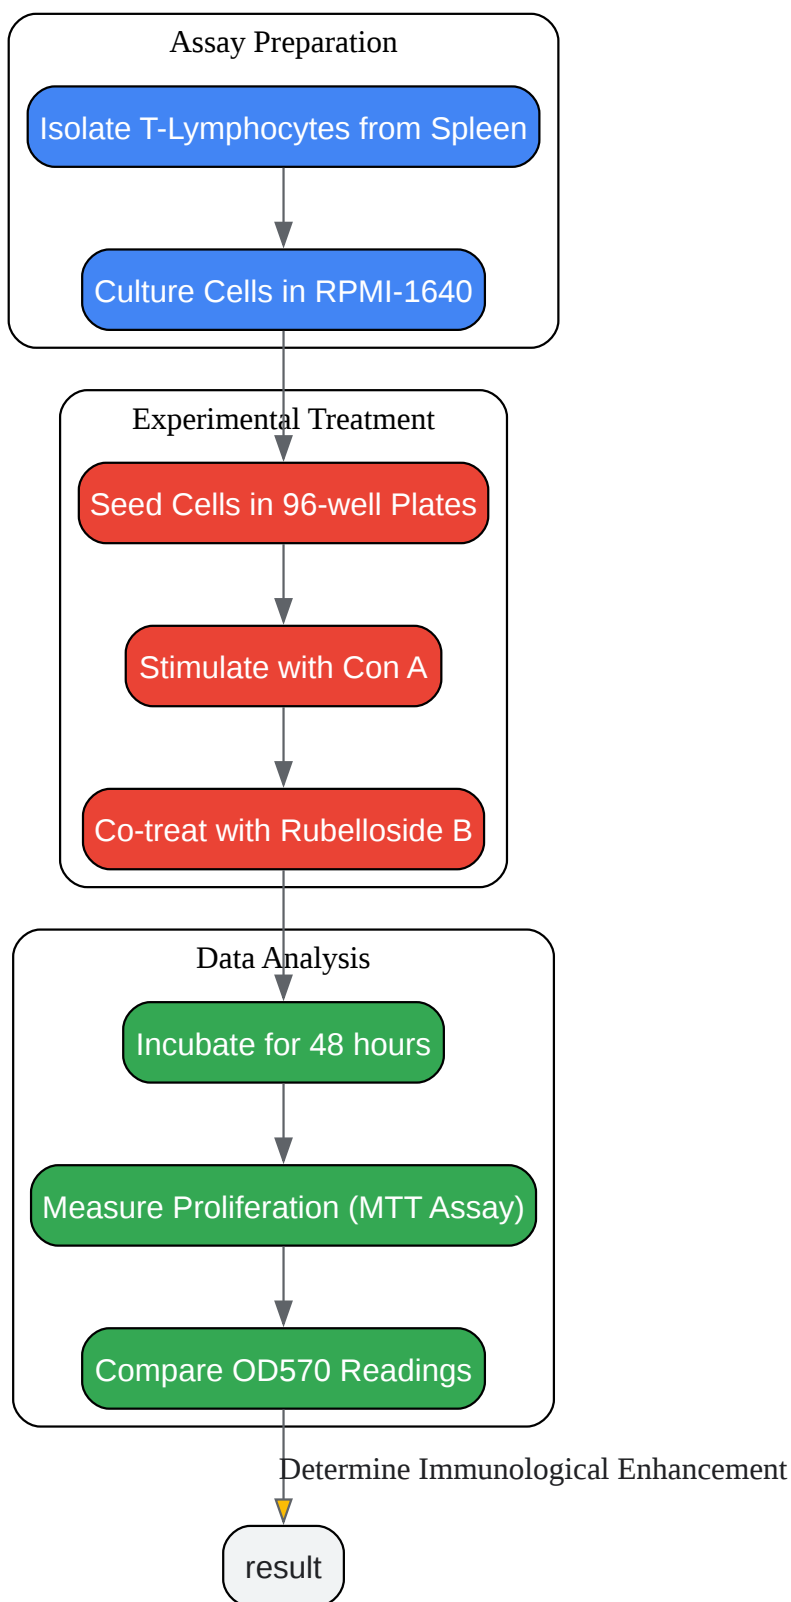 Assay Preparation
Isolate T-Lymphocytes from Spleen
Culture Cells in RPMI-1640
Experimental Treatment
Seed Cells in 96-well Plates
Stimulate with Con A
Co-treat with Rubelloside B
Data Analysis
Incubate for 48 hours
Measure Proliferation (MTT Assay)
Compare OD570 Readings
Determine Immunological Enhancement
result